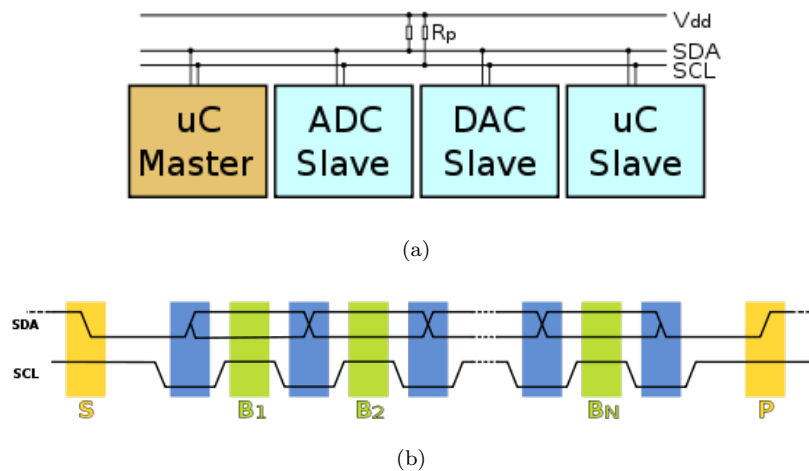 Vdd
Rp
SDA
SCL
uC Master
ADC Slave
DAC Slave
uC Slave
(a)
SDA
SCL
S
B1
B2
BN
P
(b)